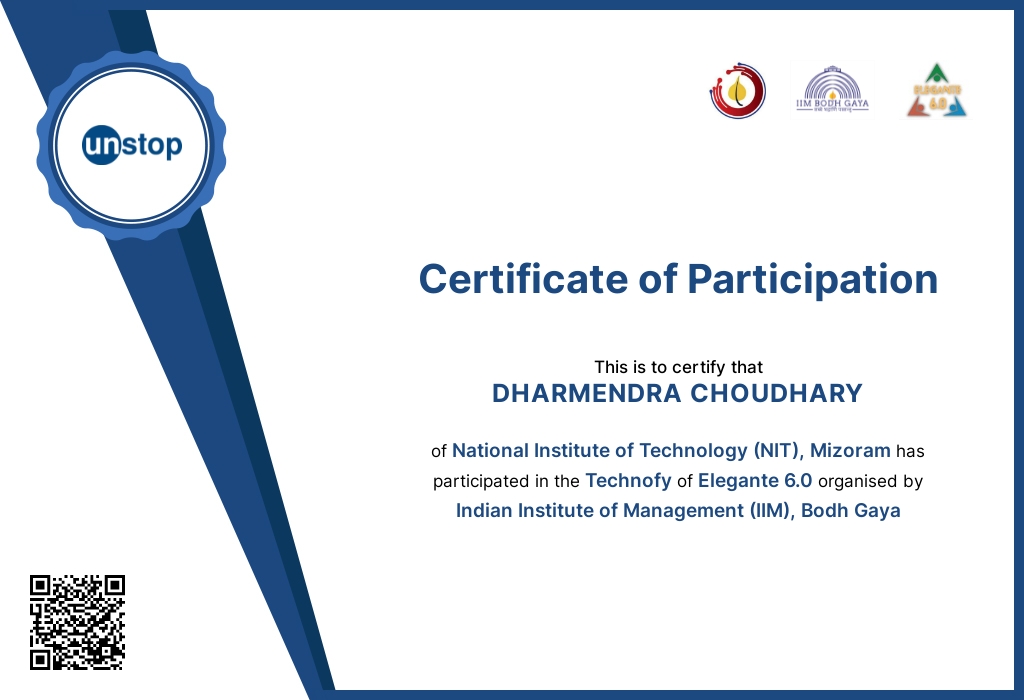 unstop
IIM BODH GAYA
ELEGANTE
6.0
Certificate of Participation
This is to certify that
DHARMENDRA CHOUDHARY
of National Institute of Technology (NIT), Mizoram has
participated in the Technofy of Elegante 6.0 organised by
Indian Institute of Management (IIM), Bodh Gaya